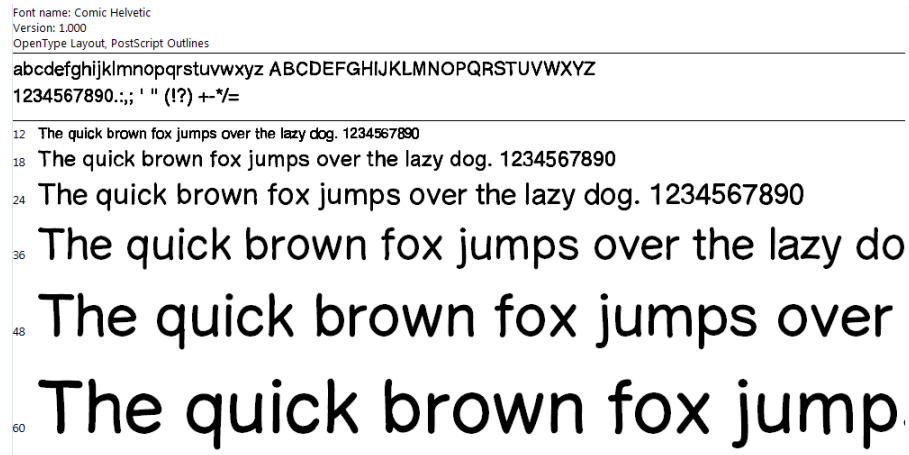 Font name: Comic Helvetic
Version: 1.000
OpenType Layout, PostScript Outlines
abcdefghijklmnopqrstuvwxyz ABCDEFGHIJKLMNOPQRSTUVWXYZ
1234567890.:,; ' " (!?) +-*/=
12 The quick brown fox jumps over the lazy dog. 1234567890
18 The quick brown fox jumps over the lazy dog. 1234567890
24 The quick brown fox jumps over the lazy dog. 1234567890
36 The quick brown fox jumps over the lazy do
48 The quick brown fox jumps over
60 The quick brown fox jump